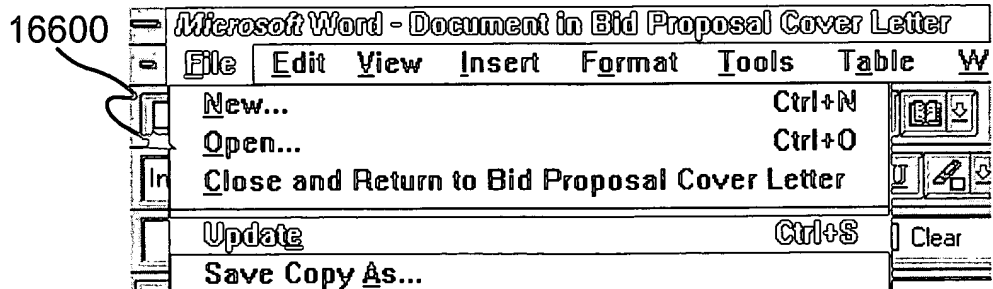 16600
Microsoft Word - Document in Bid Proposal Cover Letter
File Edit View Insert Format Tools Table W
New... Ctrl+N
Open... Ctrl+O
In
Close and Return to Bid Proposal Cover Letter
U
Update Ctrl+S
Clear
Save Copy As...